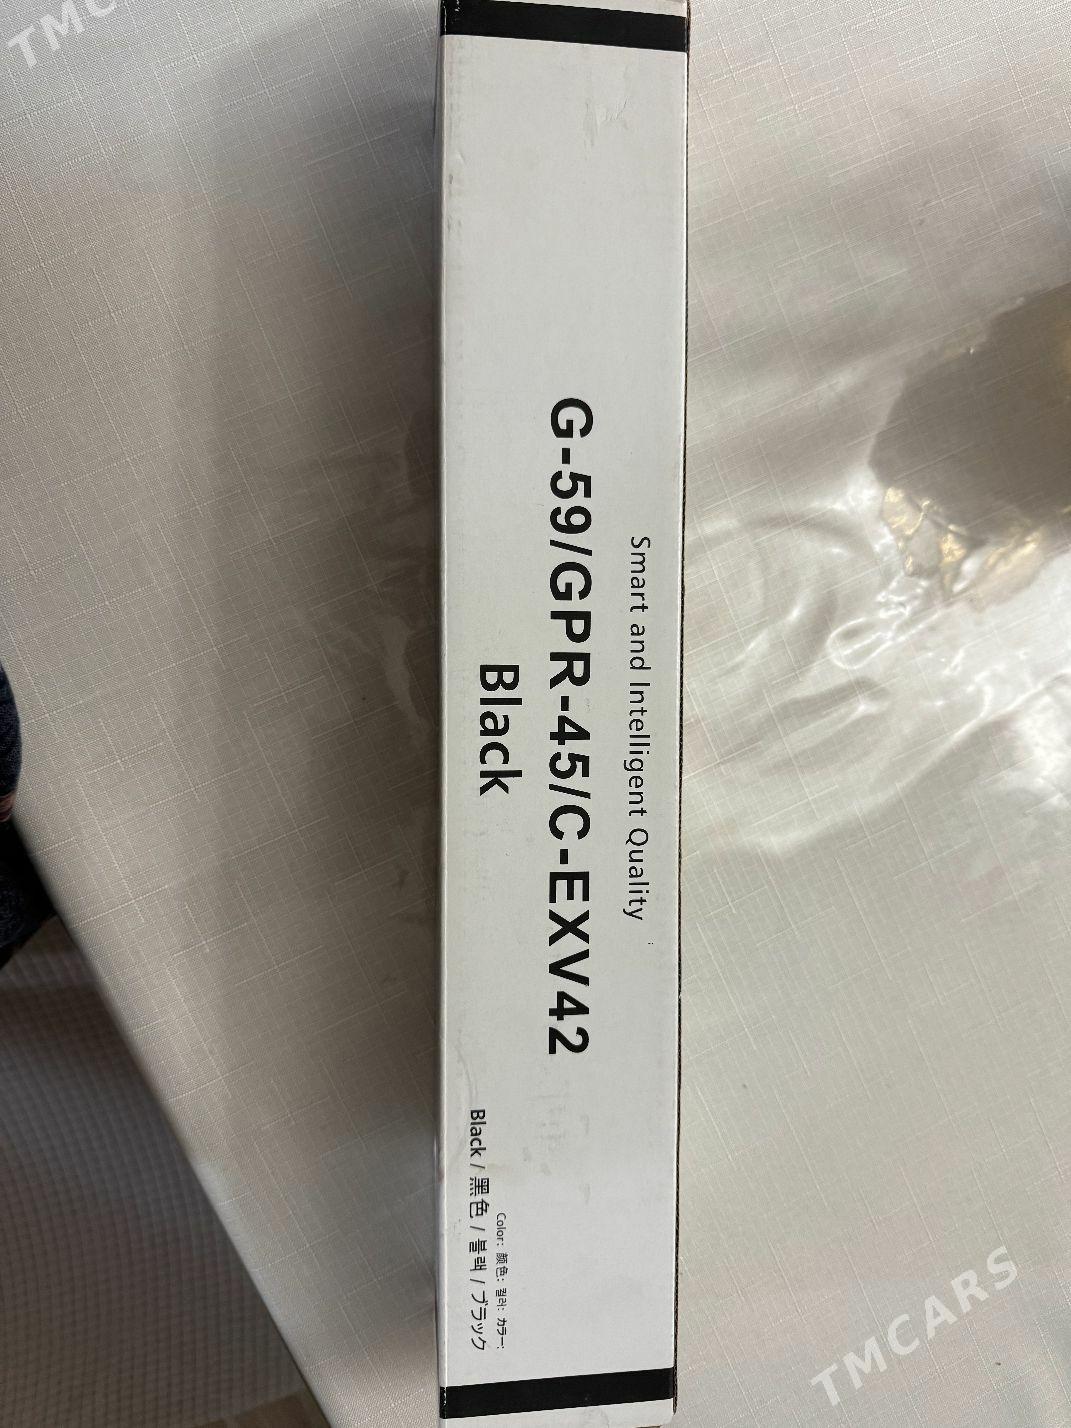 Smart and Intelligent Quality
G-59/GPR-45/C-EXV42
Black
Color: 颜色: 컬러: カラー:
Black / 黑色 / 블랙 / ブラック
TMCARS
TMC